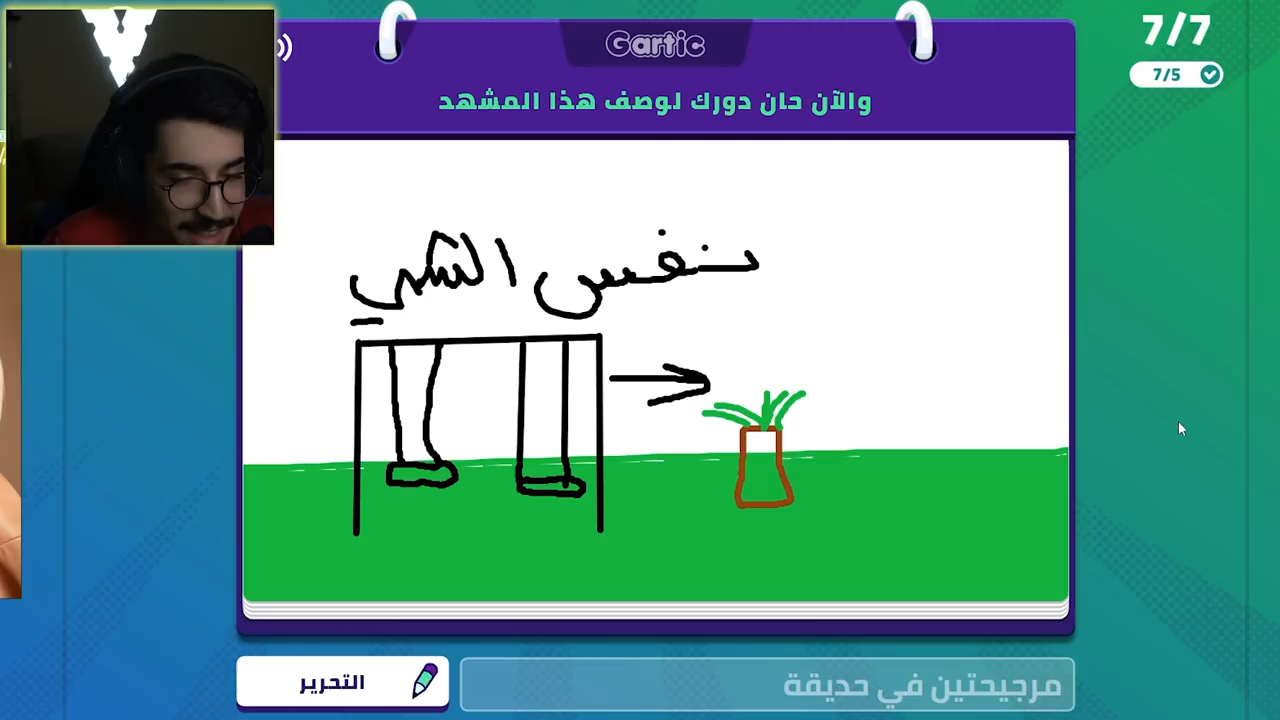 Gartic
7/7
7/5
والآن حان دورك لوصف هذا المشهد
نفس الشي
التحرير
مرجيحتين في حديقة